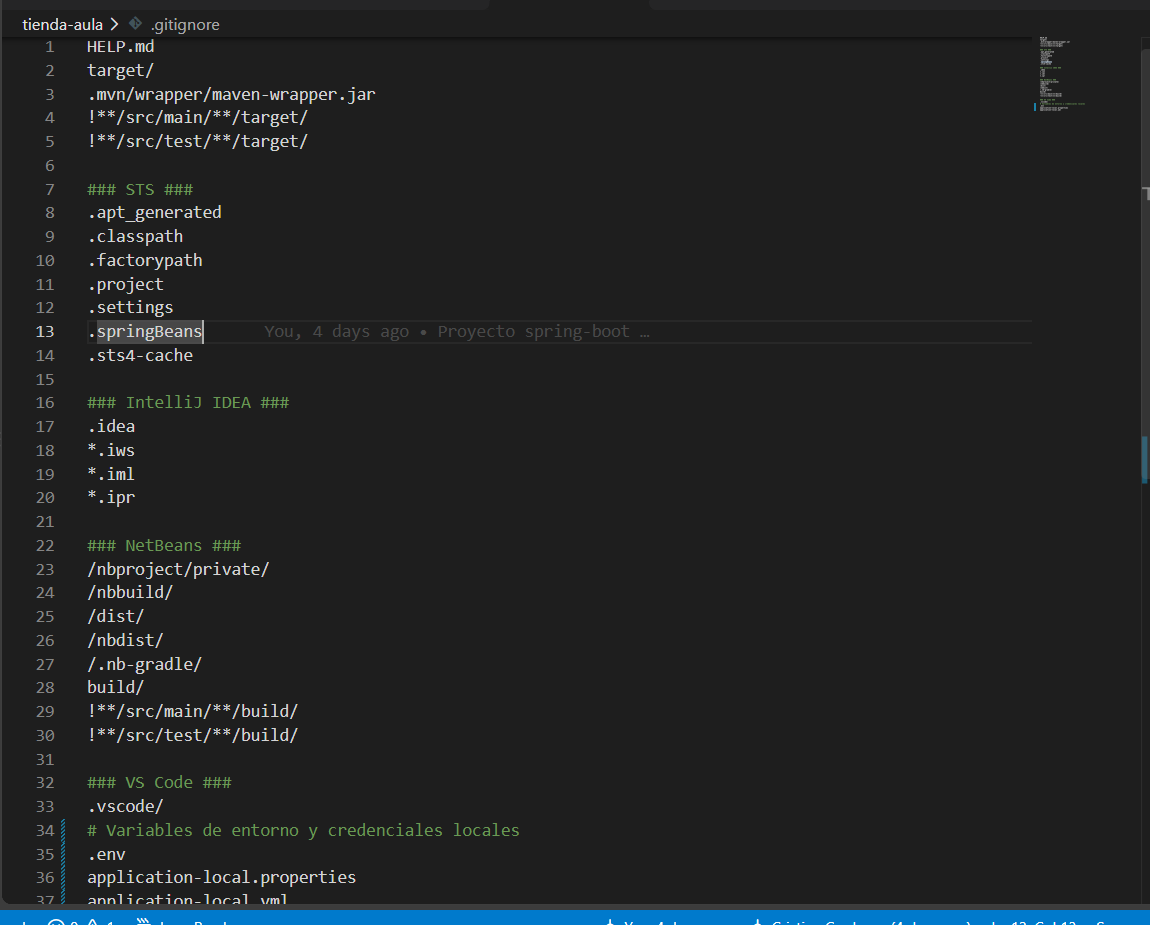 tienda-aula > .gitignore
1 HELP.md
2 target/
3 .mvn/wrapper/maven-wrapper.jar
4 !**/src/main/**/target/
5 !**/src/test/**/target/
6
7 ### STS ###
8 .apt_generated
9 .classpath
10 .factorypath
11 .project
12 .settings
13 .springBeans You, 4 days ago • Proyecto spring-boot …
14 .sts4-cache
15
16 ### IntelliJ IDEA ###
17 .idea
18 *.iws
19 *.iml
20 *.ipr
21
22 ### NetBeans ###
23 /nbproject/private/
24 /nbbuild/
25 /dist/
26 /nbdist/
27 /.nb-gradle/
28 build/
29 !**/src/main/**/build/
30 !**/src/test/**/build/
31
32 ### VS Code ###
33 .vscode/
34 # Variables de entorno y credenciales locales
35 .env
36 application-local.properties
37 application-local.yml